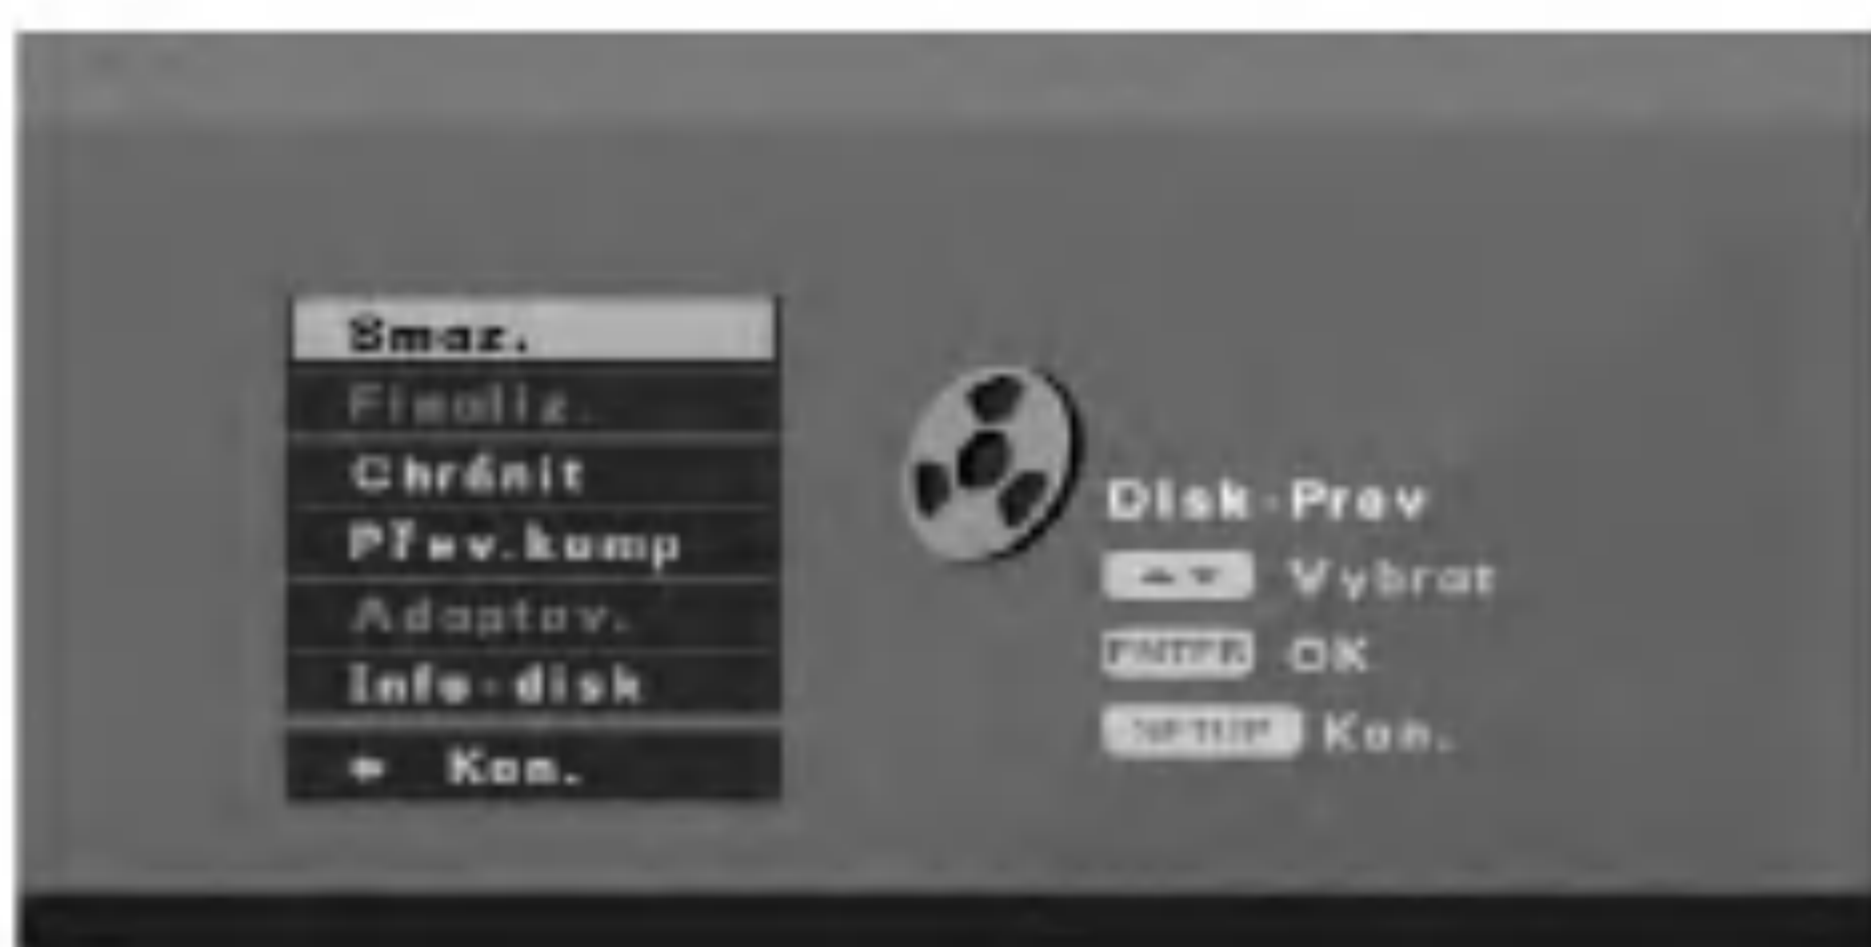 Smaz.
Finaliz.
Chránit
Přev.komp
Adaptov.
Info-disk
Kon.
Disk-Prev
Vybrat
ENTER OK
SETUP Kon.